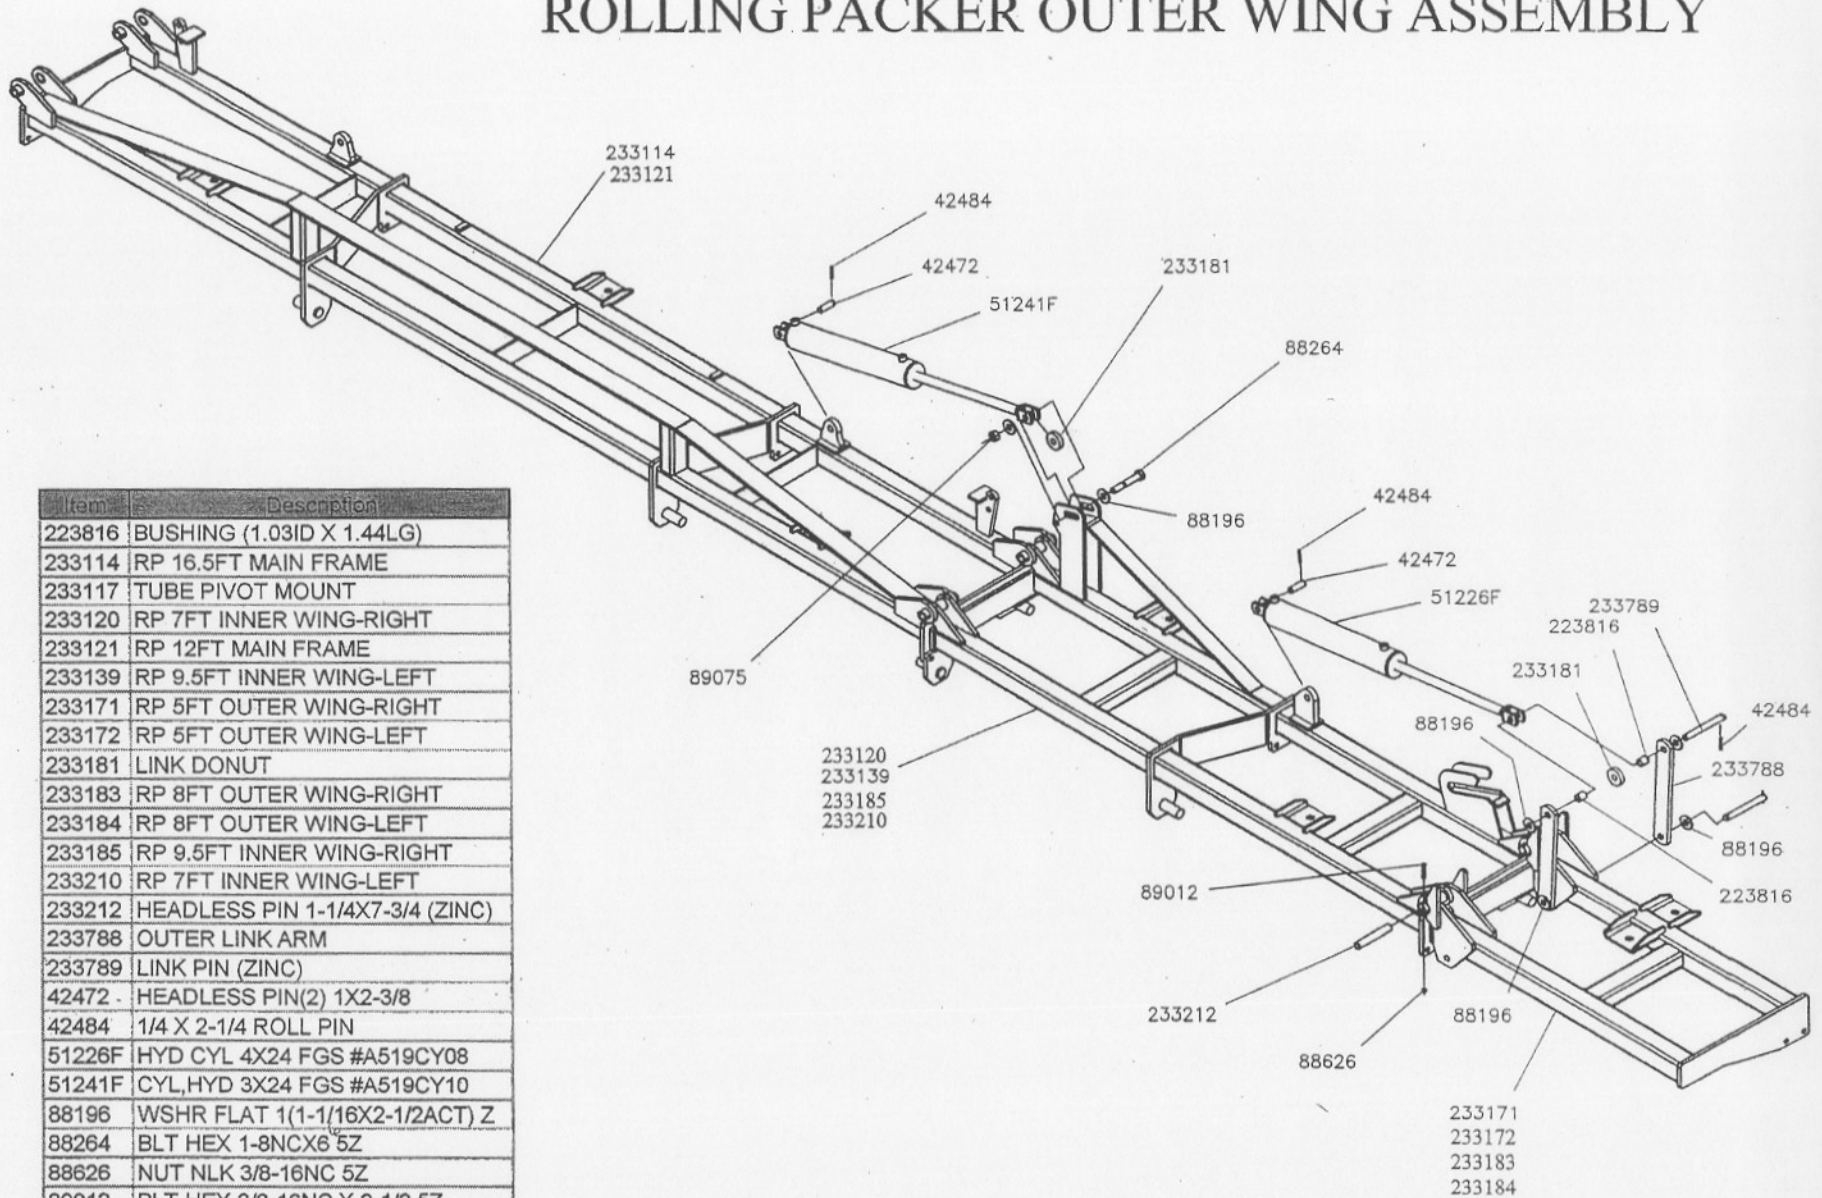 ROLLING PACKER OUTER WING ASSEMBLY
233114
233121
42484
42472
51241F
233181
88264
88196
42484
42472
51226F
233789
223816
233181
42484
88196
233788
88196
223816
89075
233120
233139
233185
233210
89012
233212
88626
88196
233171
233172
233183
233184
Item Description
223816 BUSHING (1.03ID X 1.44LG)
233114 RP 16.5FT MAIN FRAME
233117 TUBE PIVOT MOUNT
233120 RP 7FT INNER WING-RIGHT
233121 RP 12FT MAIN FRAME
233139 RP 9.5FT INNER WING-LEFT
233171 RP 5FT OUTER WING-RIGHT
233172 RP 5FT OUTER WING-LEFT
233181 LINK DONUT
233183 RP 8FT OUTER WING-RIGHT
233184 RP 8FT OUTER WING-LEFT
233185 RP 9.5FT INNER WING-RIGHT
233210 RP 7FT INNER WING-LEFT
233212 HEADLESS PIN 1-1/4X7-3/4 (ZINC)
233788 OUTER LINK ARM
233789 LINK PIN (ZINC)
42472 HEADLESS PIN(2) 1X2-3/8
42484 1/4 X 2-1/4 ROLL PIN
51226F HYD CYL 4X24 FGS #A519CY08
51241F CYL,HYD 3X24 FGS #A519CY10
88196 WSHR FLAT 1(1-1/16X2-1/2ACT) Z
88264 BLT HEX 1-8NCX6 5Z
88626 NUT NLK 3/8-16NC 5Z